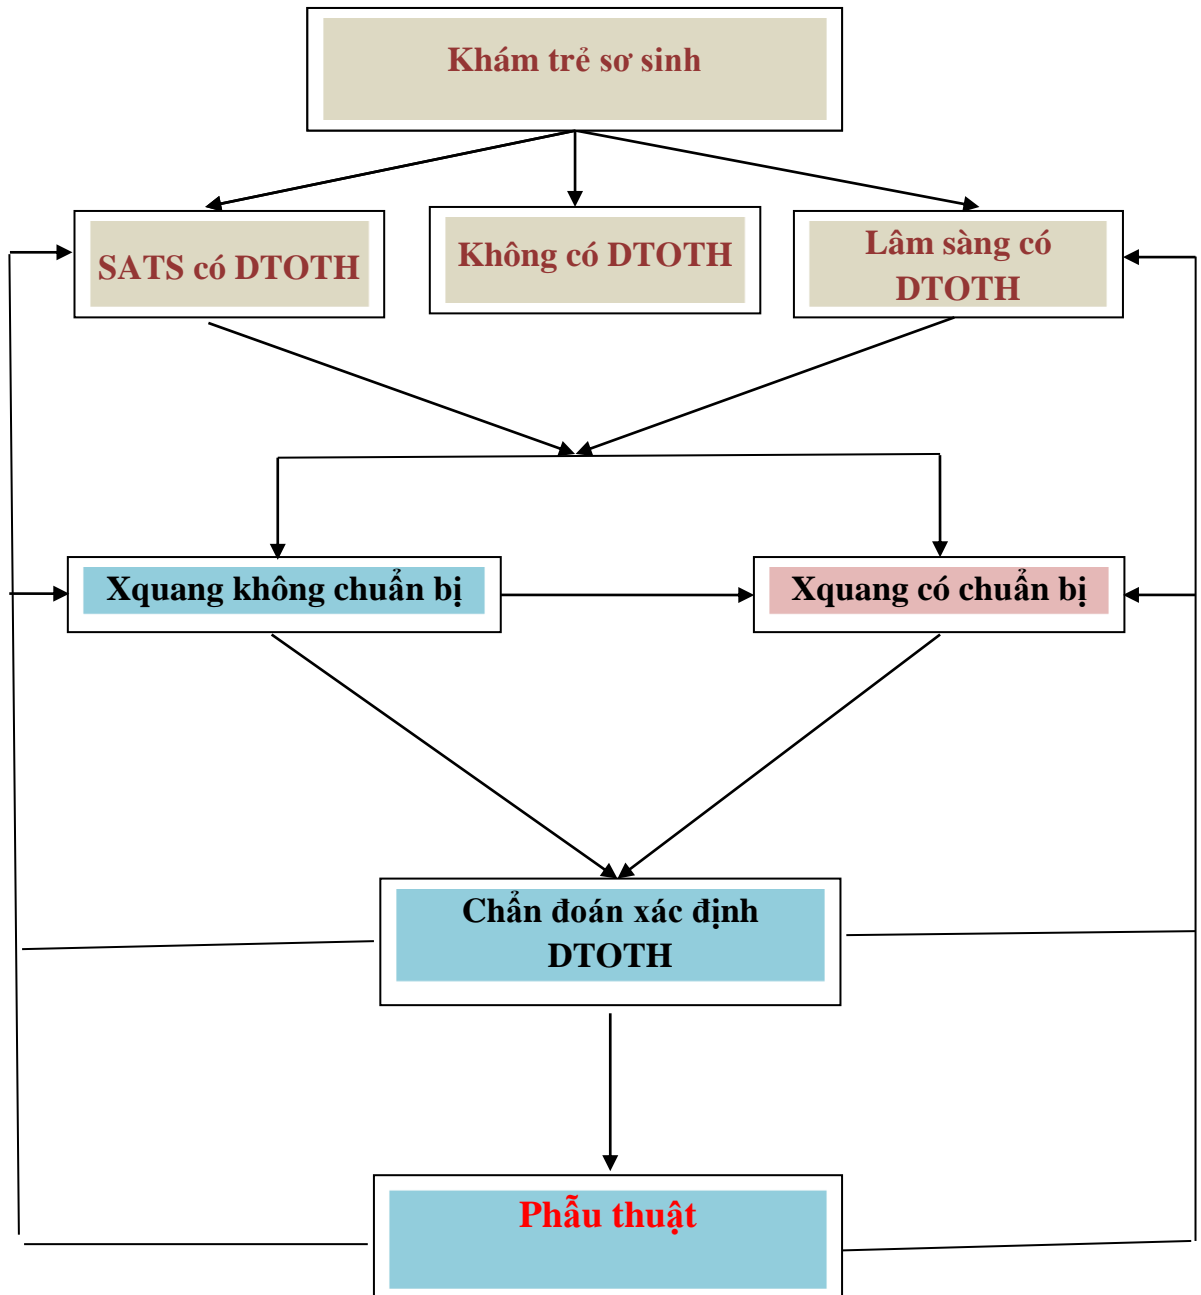 Khám trẻ sơ sinh
SATS có DTOTH
Không có DTOTH
Lâm sàng có
DTOTH
Xquang không chuẩn bị
Xquang có chuẩn bị
Chẩn đoán xác định
DTOTH
Phẫu thuật